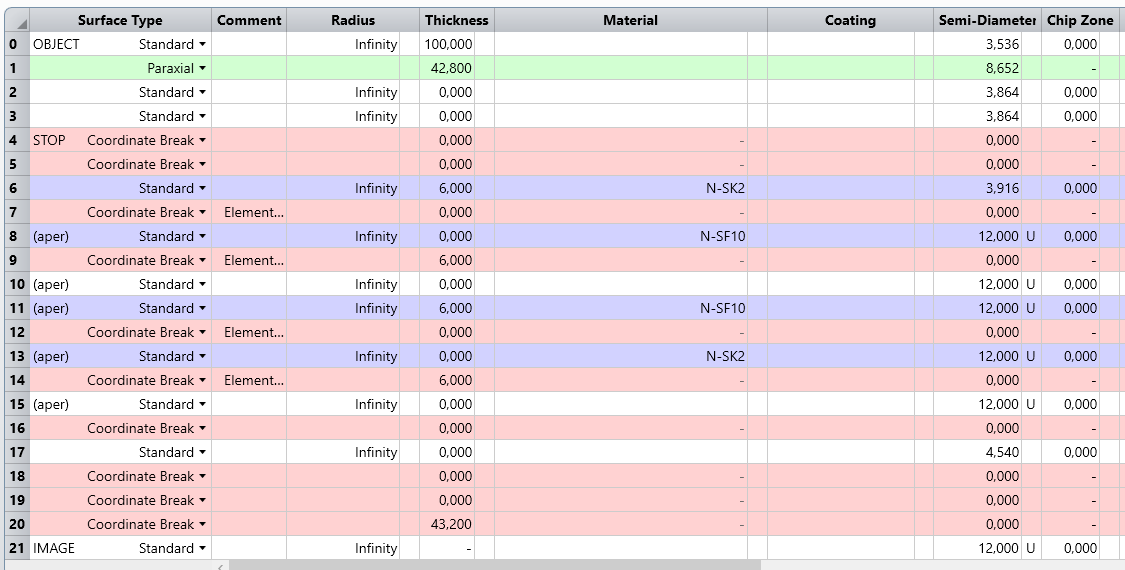 Surface Type Comment Radius Thickness Material Coating Semi-Diameter Chip Zone
0 OBJECT Standard Infinity 100,000 3,536 0,000
1 Paraxial 42,800 8,652 -
2 Standard Infinity 0,000 3,864 0,000
3 Standard Infinity 0,000 3,864 0,000
4 STOP Coordinate Break 0,000 - 0,000 -
5 Coordinate Break 0,000 - 0,000 -
6 Standard Infinity 6,000 N-SK2 3,916 0,000
7 Coordinate Break Element... 0,000 - 0,000 -
8 (aper) Standard Infinity 0,000 N-SF10 12,000 U 0,000
9 Coordinate Break Element... 6,000 - 0,000 -
10 (aper) Standard Infinity 0,000 12,000 U 0,000
11 (aper) Standard Infinity 6,000 N-SF10 12,000 U 0,000
12 Coordinate Break Element... 0,000 - 0,000 -
13 (aper) Standard Infinity 0,000 N-SK2 12,000 U 0,000
14 Coordinate Break Element... 6,000 - 0,000 -
15 (aper) Standard Infinity 0,000 12,000 U 0,000
16 Coordinate Break 0,000 - 0,000 -
17 Standard Infinity 0,000 4,540 0,000
18 Coordinate Break 0,000 - 0,000 -
19 Coordinate Break 0,000 - 0,000 -
20 Coordinate Break 43,200 - 0,000 -
21 IMAGE Standard Infinity - 12,000 U 0,000